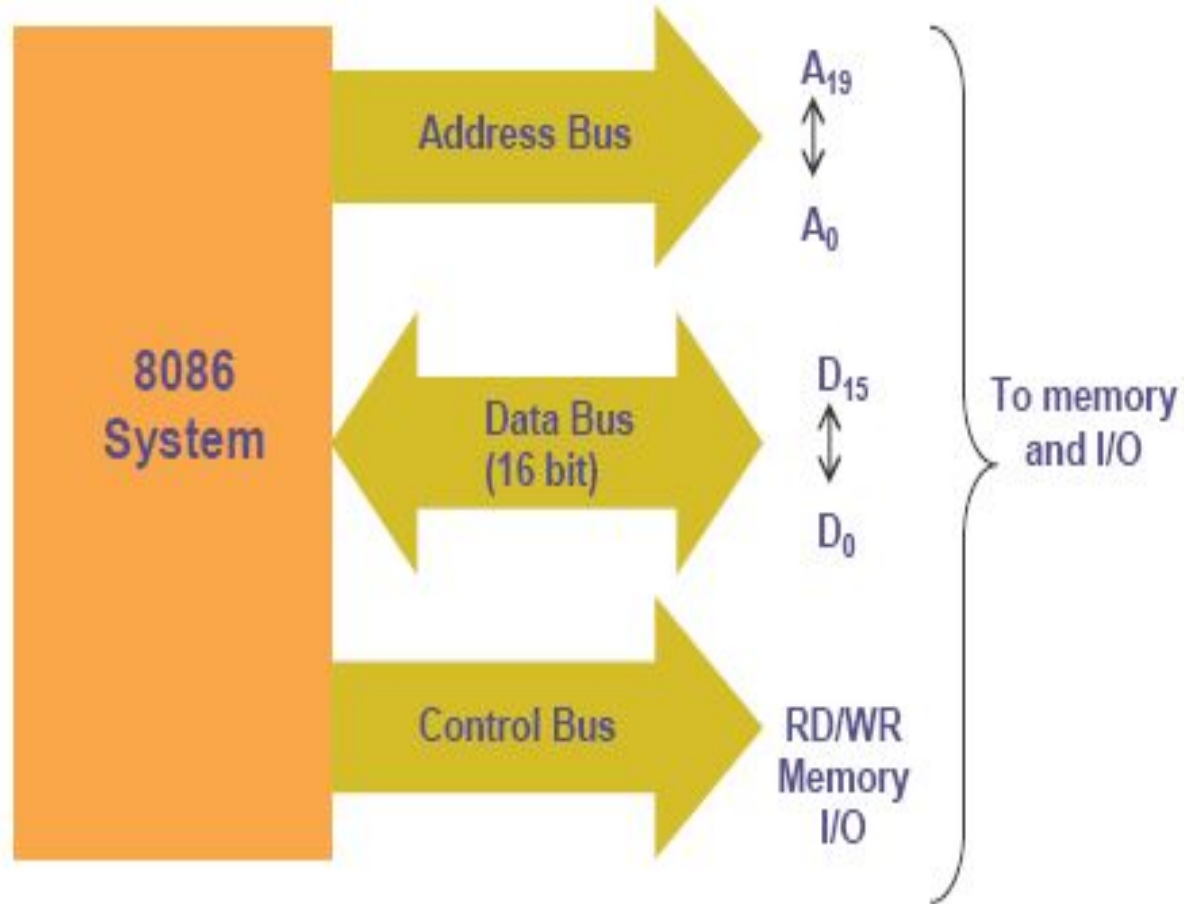 8086
System
Address Bus
A₁₉
A₀
Data Bus
(16 bit)
D₁₅
D₀
Control Bus
RD/WR
Memory
I/O
To memory
and I/O